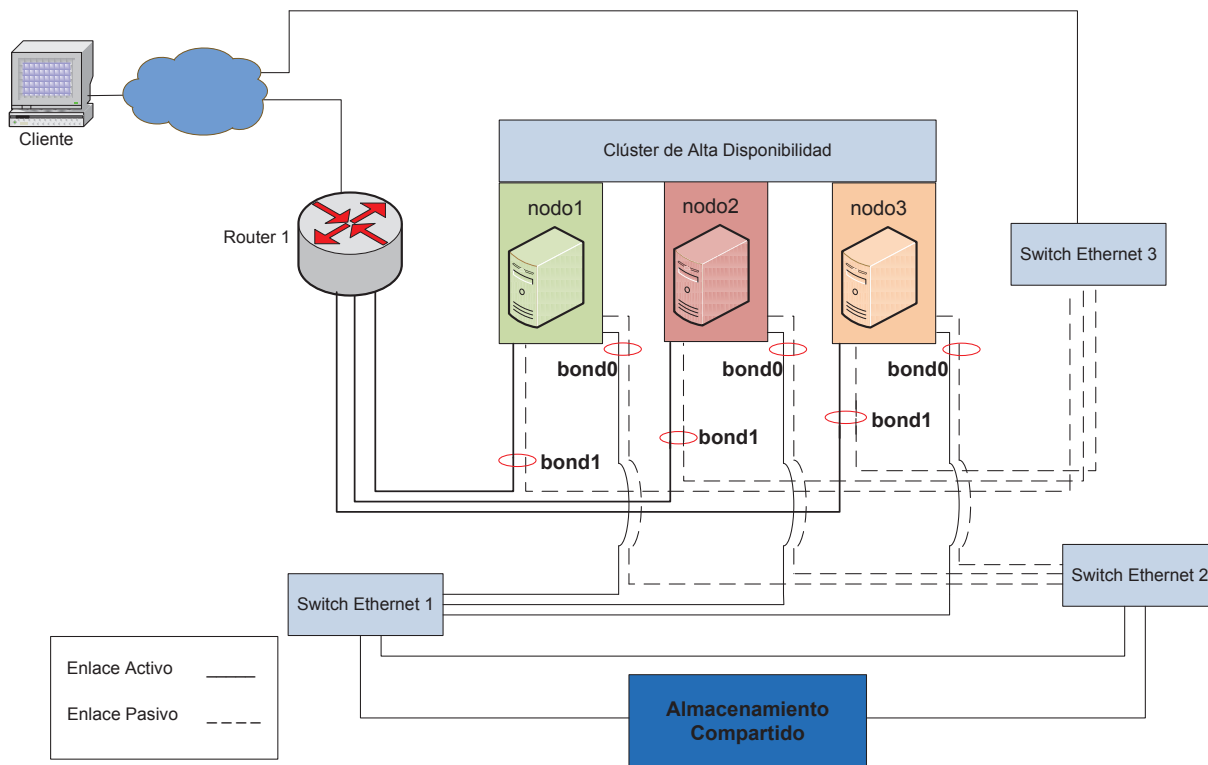 Cliente
Clúster de Alta Disponibilidad
nodo1
nodo2
nodo3
Router 1
Switch Ethernet 3
bond0
bond0
bond0
bond1
bond1
bond1
Switch Ethernet 1
Switch Ethernet 2
Enlace Activo
Enlace Pasivo
Almacenamiento
Compartido